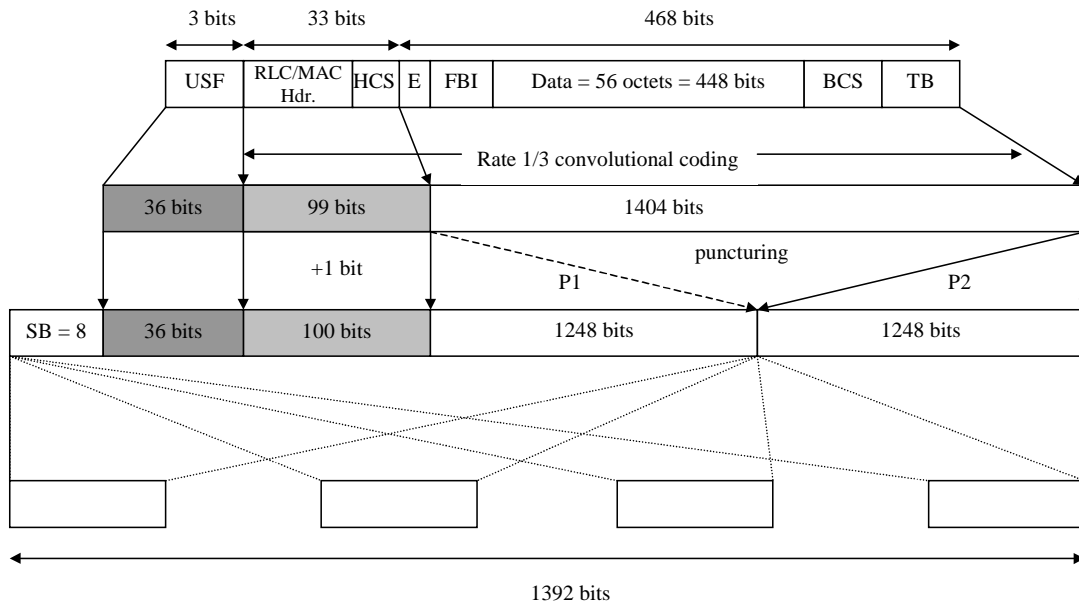 3 bits
33 bits
468 bits
USF
RLC/MAC
Hdr.
HCS
E
FBI
Data = 56 octets = 448 bits
BCS
TB
Rate 1/3 convolutional coding
36 bits
99 bits
1404 bits
+1 bit
puncturing
P1
P2
SB = 8
36 bits
100 bits
1248 bits
1248 bits
1392 bits